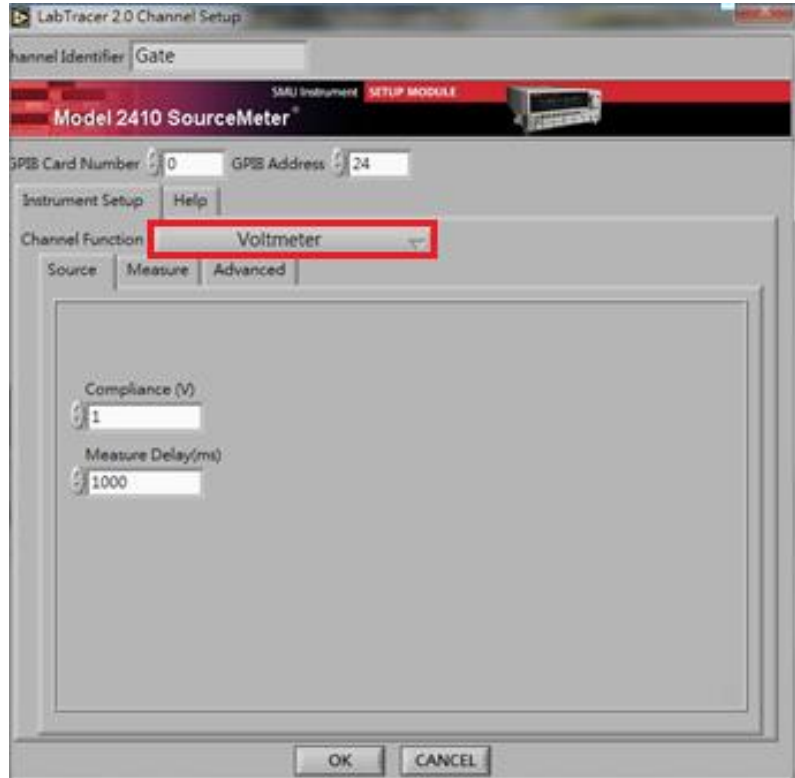 LabTracer 2.0 Channel Setup
hannel Identifier Gate
SMU Instrument SETUP MODULE
Model 2410 SourceMeter®
GPIB Card Number 0 GPIB Address 24
Instrument Setup Help
Channel Function Voltmeter
Source Measure Advanced
Compliance (V)
1
Measure Delay(ms)
1000
OK CANCEL